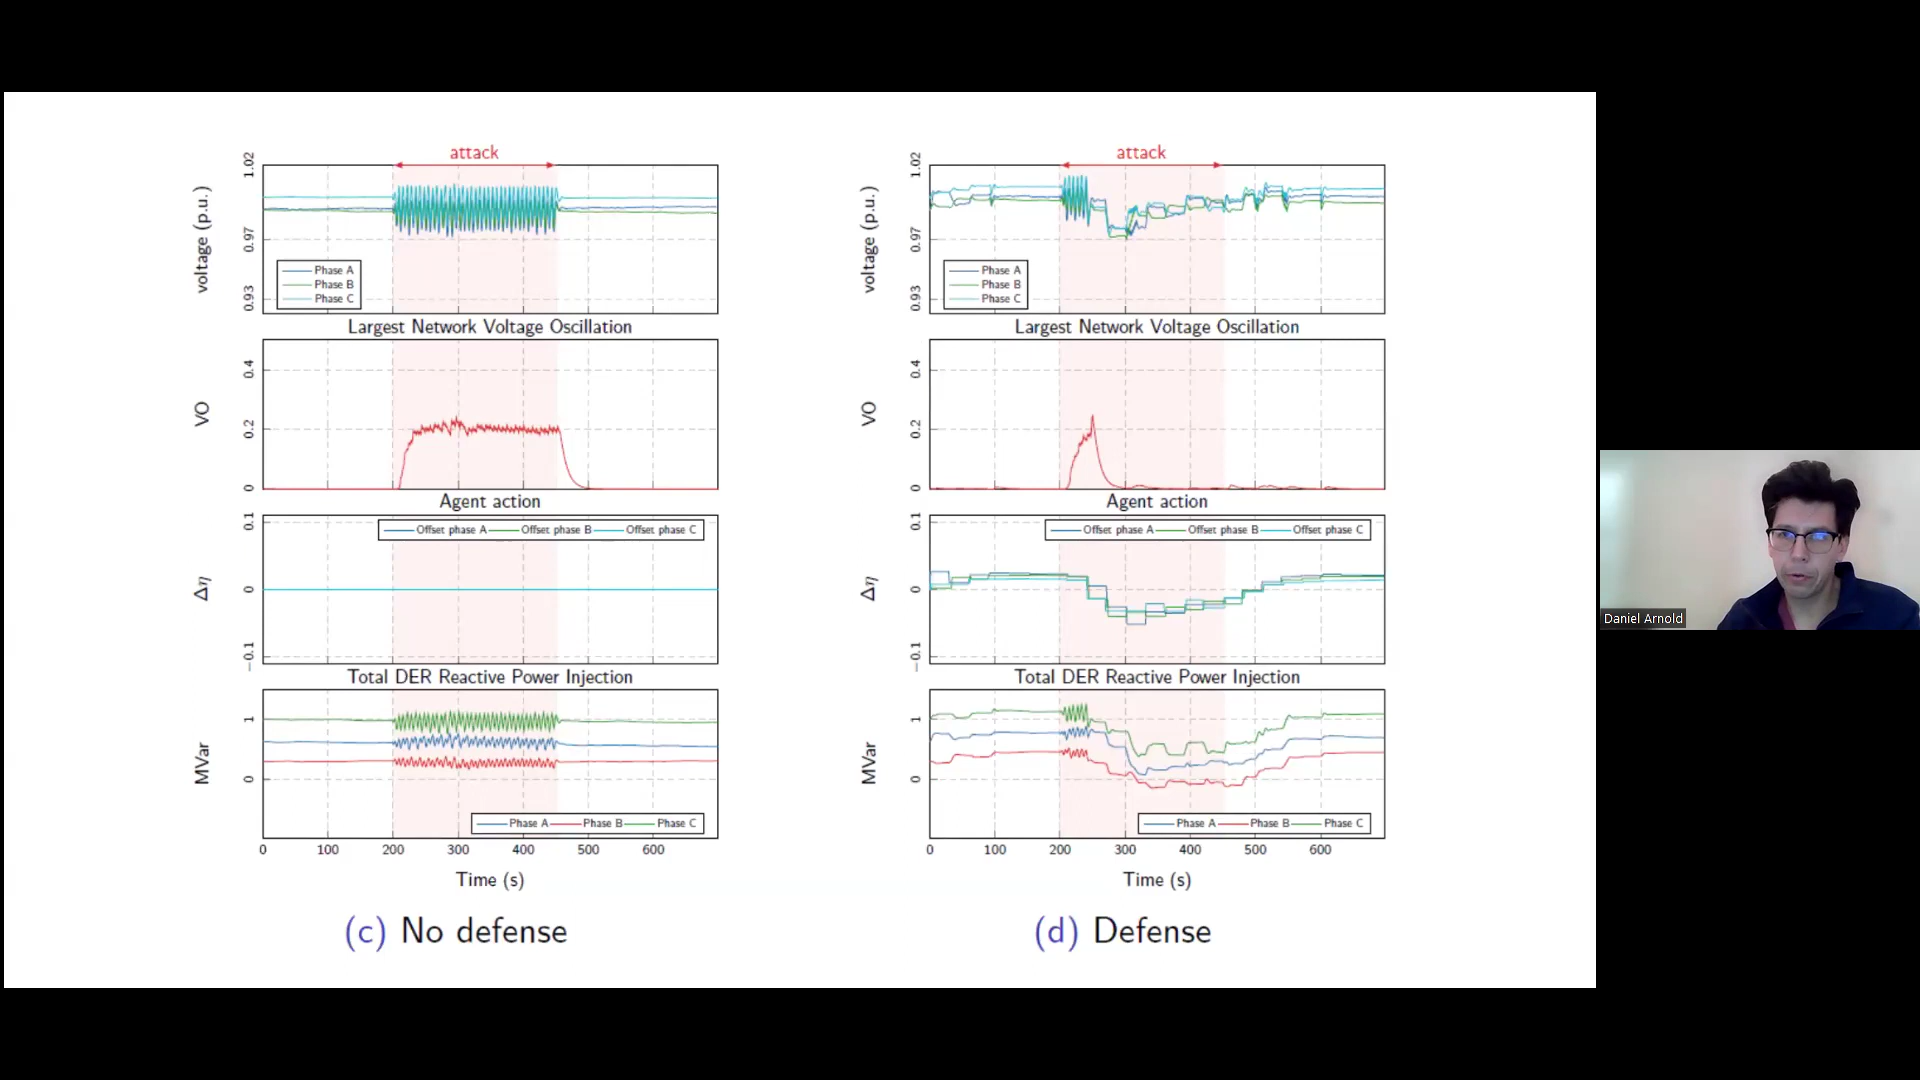 attack
1.02
0.97
0.93
voltage (p.u.)
Phase A
Phase B
Phase C
Largest Network Voltage Oscillation
0.4
0.2
0
VO
Agent action
0.1
0
−0.1
Δη
Offset phase A Offset phase B Offset phase C
Total DER Reactive Power Injection
1
0
MVar
Phase A Phase B Phase C
0 100 200 300 400 500 600
Time (s)
(c) No defense
attack
1.02
0.97
0.93
voltage (p.u.)
Phase A
Phase B
Phase C
Largest Network Voltage Oscillation
0.4
0.2
0
VO
Agent action
0.1
0
−0.1
Δη
Offset phase A Offset phase B Offset phase C
Total DER Reactive Power Injection
1
0
MVar
Phase A Phase B Phase C
0 100 200 300 400 500 600
Time (s)
(d) Defense
Daniel Arnold